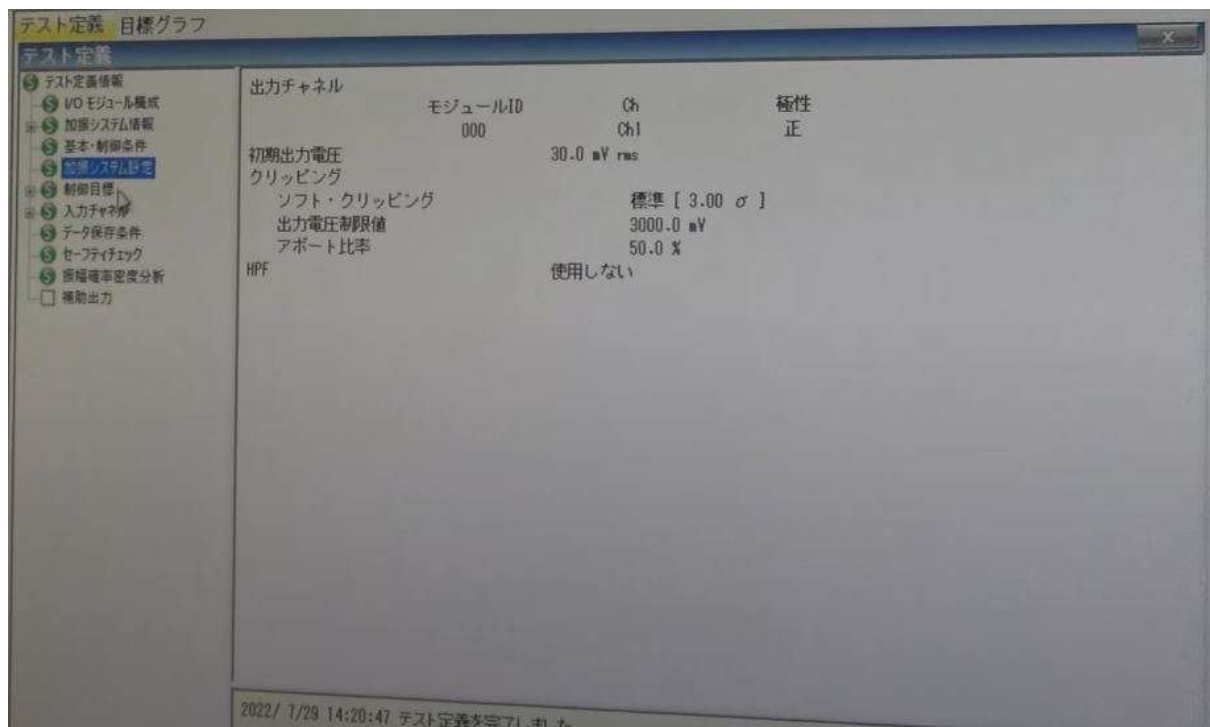 テスト定義 目標グラフ
テスト定義
テスト定義情報
I/Oモジュール構成
加振システム情報
基本・制御条件
加振システム設定
制御目標
入力チャネル
データ保存条件
セーフティチェック
振幅確率密度分析
補助出力
出力チャネル
モジュールID Ch 極性
000 Ch1 正
初期出力電圧 30.0 mV rms
クリッピング
ソフト・クリッピング 標準 [ 3.00 σ ]
出力電圧制限値 3000.0 mV
アボート比率 50.0 %
HPF 使用しない
2022/ 7/29 14:20:47 テスト定義を完了しました